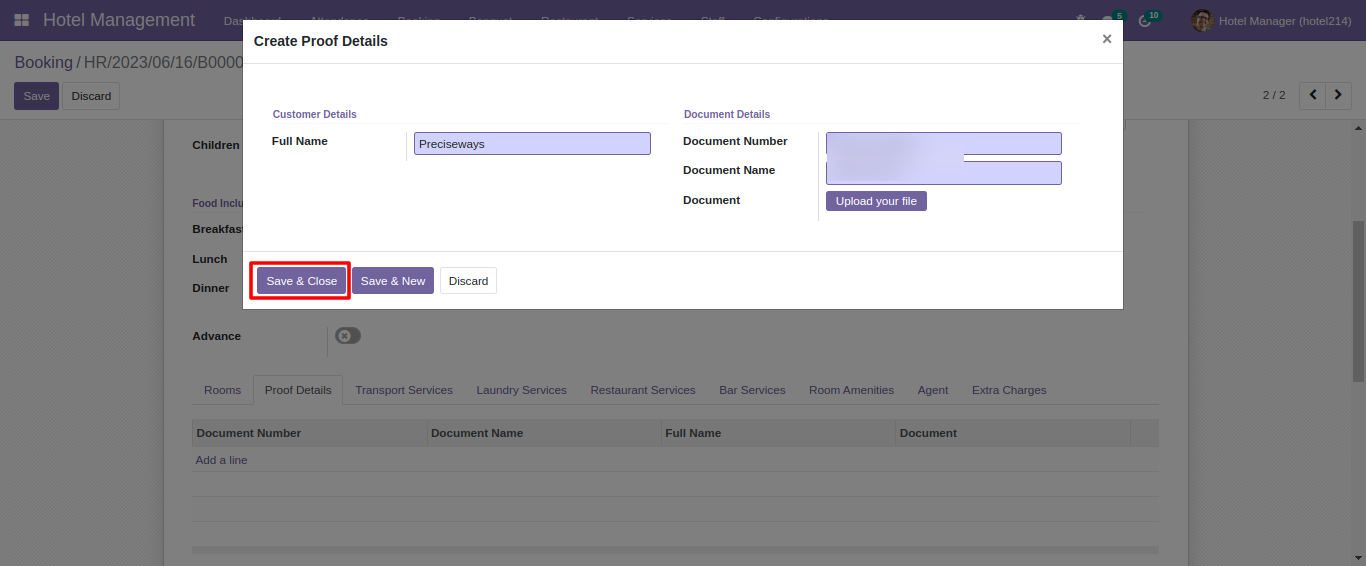 Hotel Management
Dashboard Attendance Booking Banquet Restaurant Services Staff Configurations
5
10
Hotel Manager (hotel214)
Create Proof Details
×
Booking / HR/2023/06/16/B0000
Save
Discard
2 / 2
Customer Details
Full Name
Preciseways
Document Details
Document Number
Document Name
Document
Upload your file
Save & Close
Save & New
Discard
Children
Food Inclu
Breakfast
Lunch
Dinner
Advance
Rooms Proof Details Transport Services Laundry Services Restaurant Services Bar Services Room Amenities Agent Extra Charges
Document Number Document Name Full Name Document
Add a line